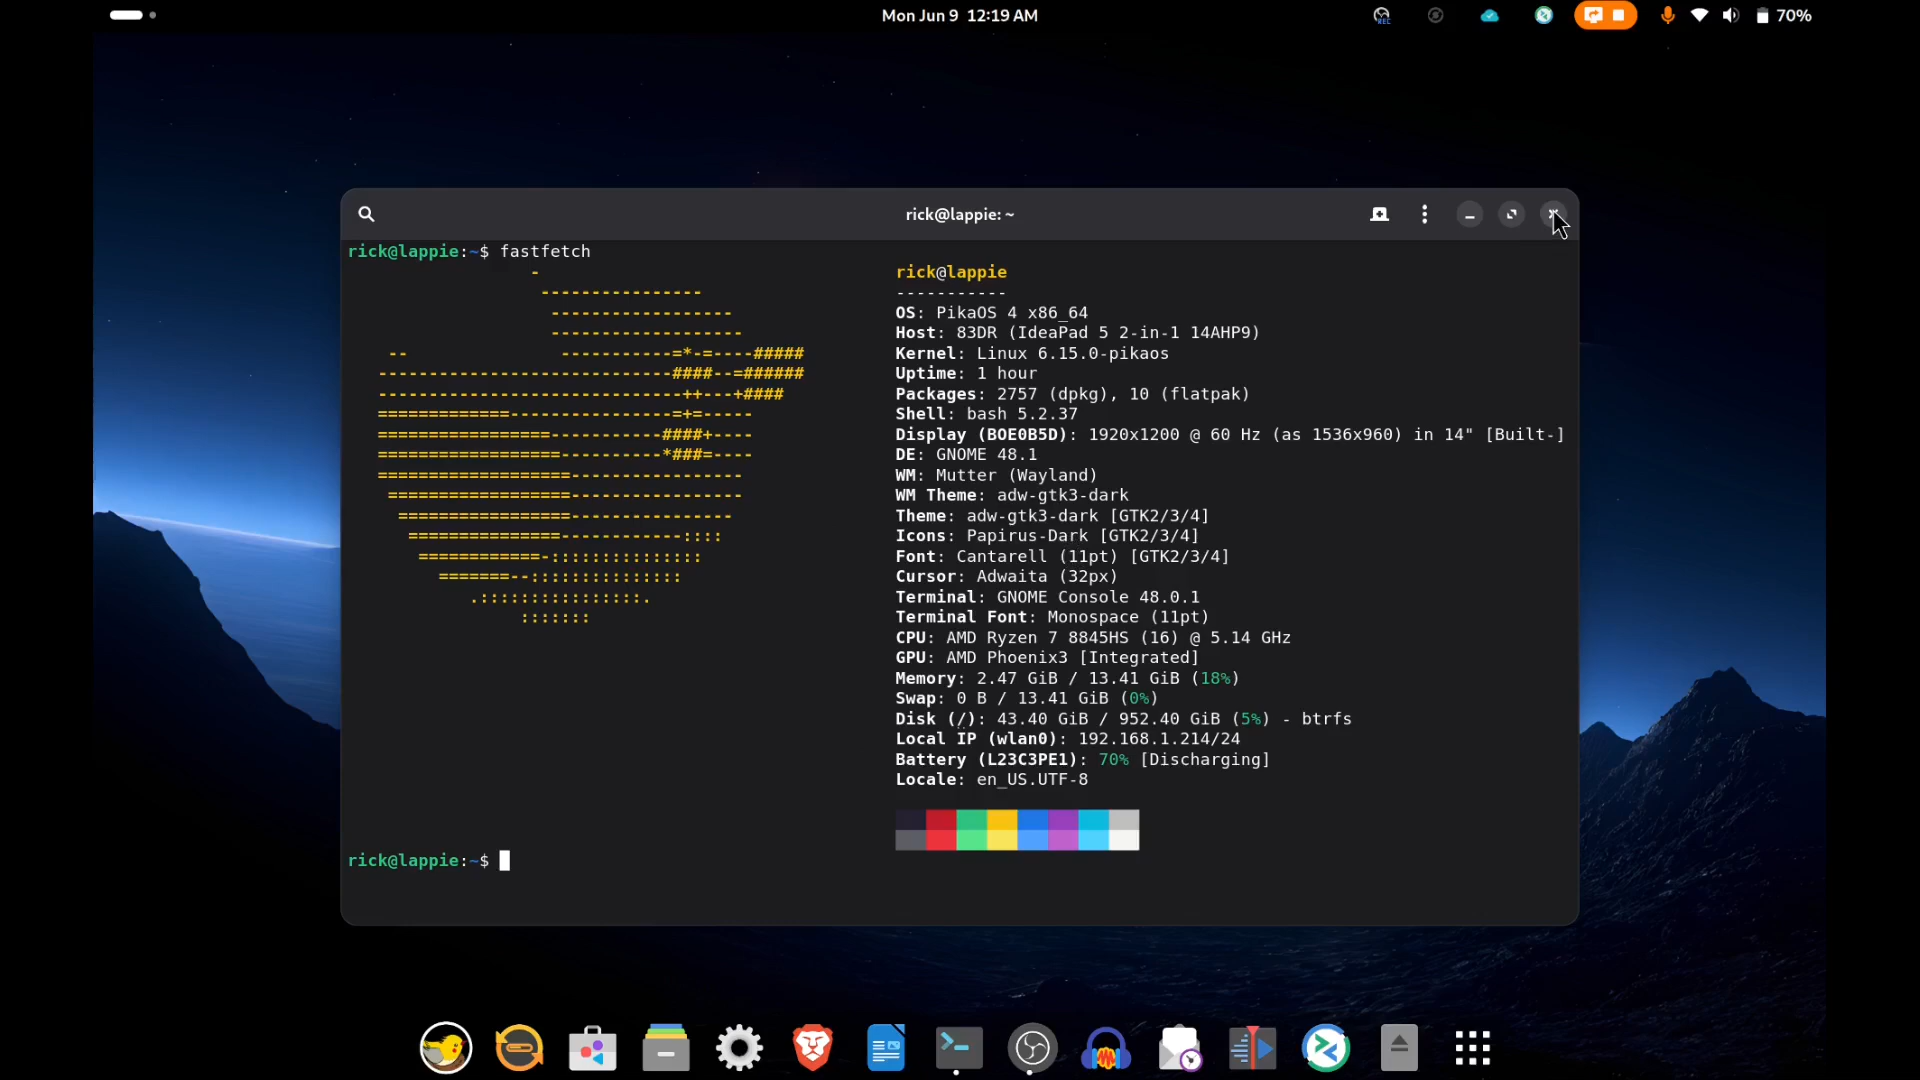 Mon Jun 9 12:19 AM
REC
70%
rick@lappie: ~
rick@lappie:~$ fastfetch
                  -
                   ----------------
                    ------------------
                    -------------------
    --               -----------=*-=----#####
   -----------------------------####--=######
   ------------------------------++---+####
   =============----------------=+=-----
   =================-----------####+----
   ==================----------*###=----
   ===================-----------------
    ==================-----------------
     =================----------------
      ===============------------::::
       ============-:::::::::::::::
         =======--:::::::::::::::
            .::::::::::::::::.
                 :::::::
rick@lappie
-----------
OS: PikaOS 4 x86_64
Host: 83DR (IdeaPad 5 2-in-1 14AHP9)
Kernel: Linux 6.15.0-pikaos
Uptime: 1 hour
Packages: 2757 (dpkg), 10 (flatpak)
Shell: bash 5.2.37
Display (BOE0B5D): 1920x1200 @ 60 Hz (as 1536x960) in 14" [Built-]
DE: GNOME 48.1
WM: Mutter (Wayland)
WM Theme: adw-gtk3-dark
Theme: adw-gtk3-dark [GTK2/3/4]
Icons: Papirus-Dark [GTK2/3/4]
Font: Cantarell (11pt) [GTK2/3/4]
Cursor: Adwaita (32px)
Terminal: GNOME Console 48.0.1
Terminal Font: Monospace (11pt)
CPU: AMD Ryzen 7 8845HS (16) @ 5.14 GHz
GPU: AMD Phoenix3 [Integrated]
Memory: 2.47 GiB / 13.41 GiB (18%)
Swap: 0 B / 13.41 GiB (0%)
Disk (/): 43.40 GiB / 952.40 GiB (5%) - btrfs
Local IP (wlan0): 192.168.1.214/24
Battery (L23C3PE1): 70% [Discharging]
Locale: en_US.UTF-8
rick@lappie:~$